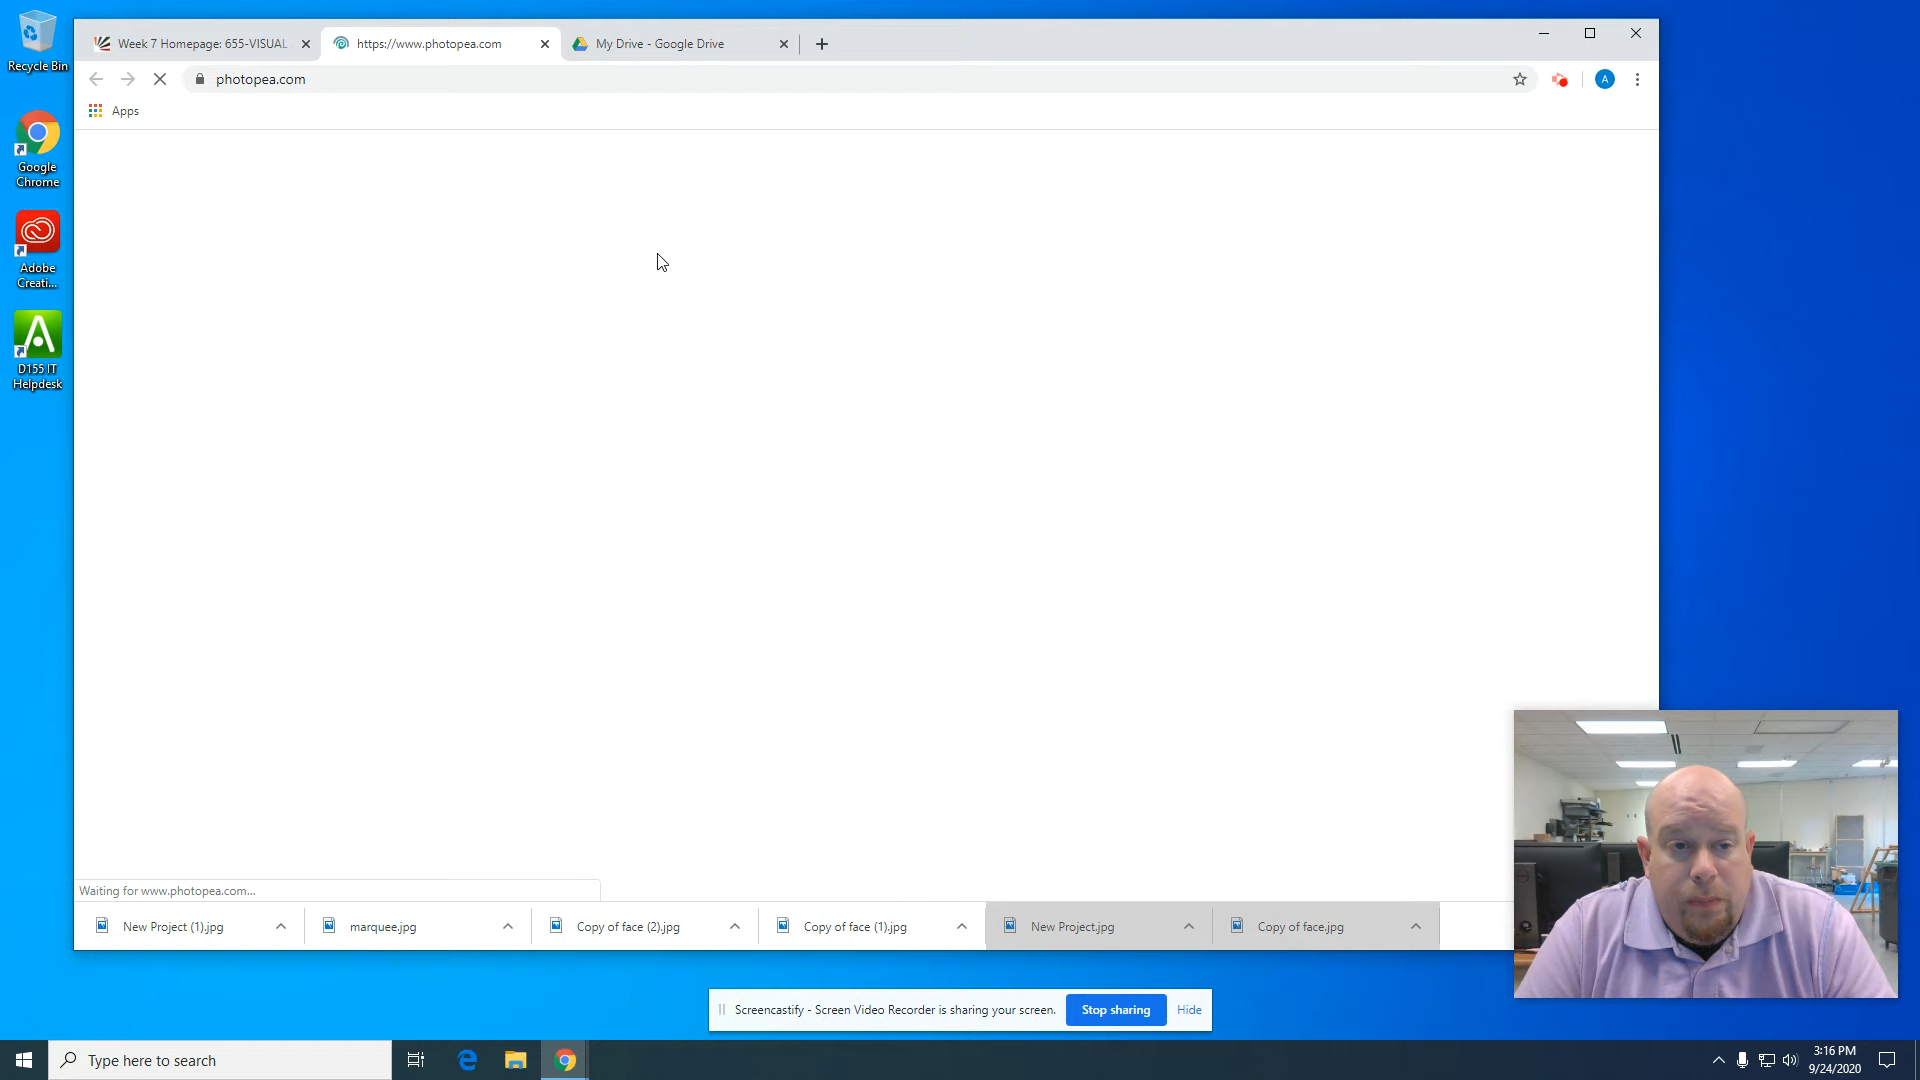 Recycle Bin
Google
Chrome
Adobe
Creati...
D155 IT
Helpdesk
Week 7 Homepage: 655-VISUAL
https://www.photopea.com
My Drive - Google Drive
photopea.com
A
Apps
Waiting for www.photopea.com...
New Project (1).jpg
marquee.jpg
Copy of face (2).jpg
Copy of face (1).jpg
New Project.jpg
Copy of face.jpg
Screencastify - Screen Video Recorder is sharing your screen.
Stop sharing
Hide
Type here to search
3:16 PM
9/24/2020